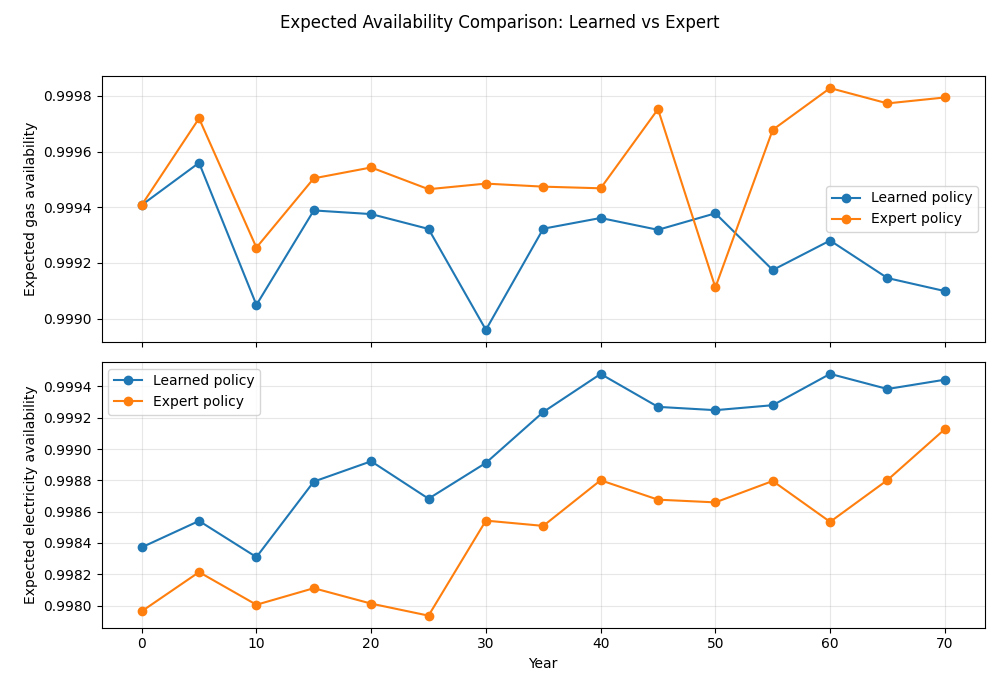 Expected Availability Comparison: Learned vs Expert
Expected gas availability
0.9998
0.9996
0.9994
0.9992
0.9990
Learned policy
Expert policy
Expected electricity availability
0.9994
0.9992
0.9990
0.9988
0.9986
0.9984
0.9982
0.9980
Learned policy
Expert policy
0 10 20 30 40 50 60 70
Year